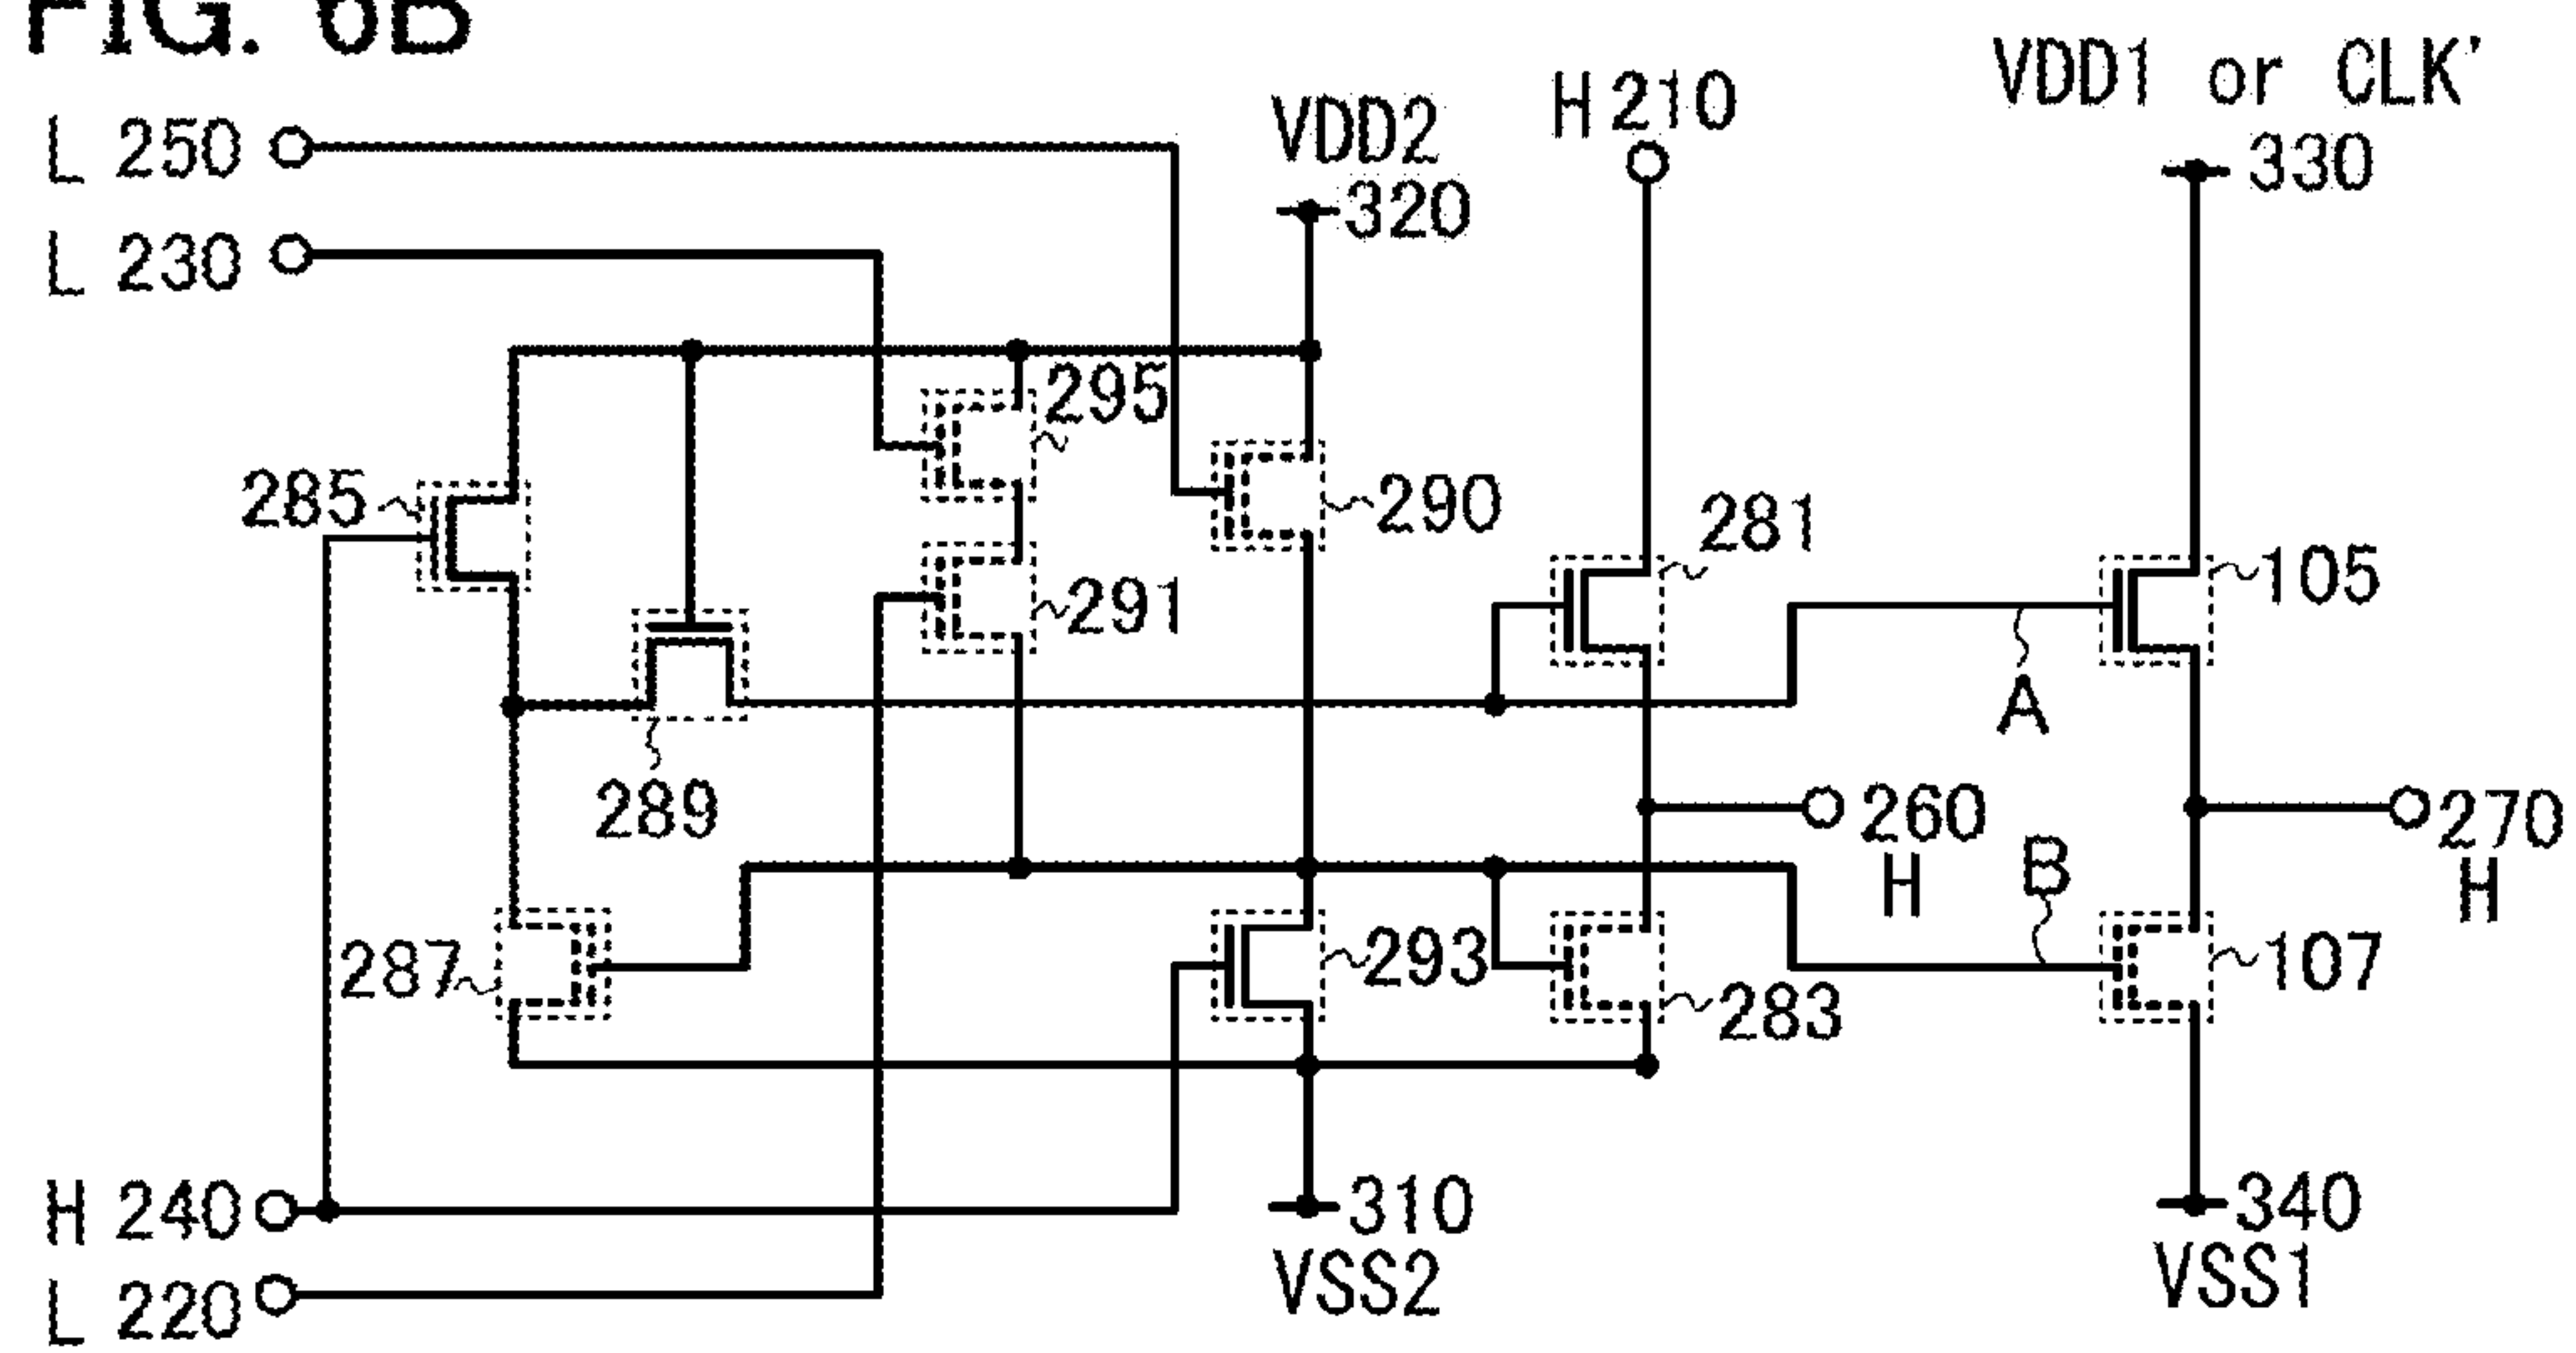 FIG. 6B
L 250
L 230
VDD2
320
H 210
VDD1 or CLK'
330
295
285
290
281
105
291
A
289
260
H
270
H
B
287
293
283
107
H 240
L 220
310
VSS2
340
VSS1